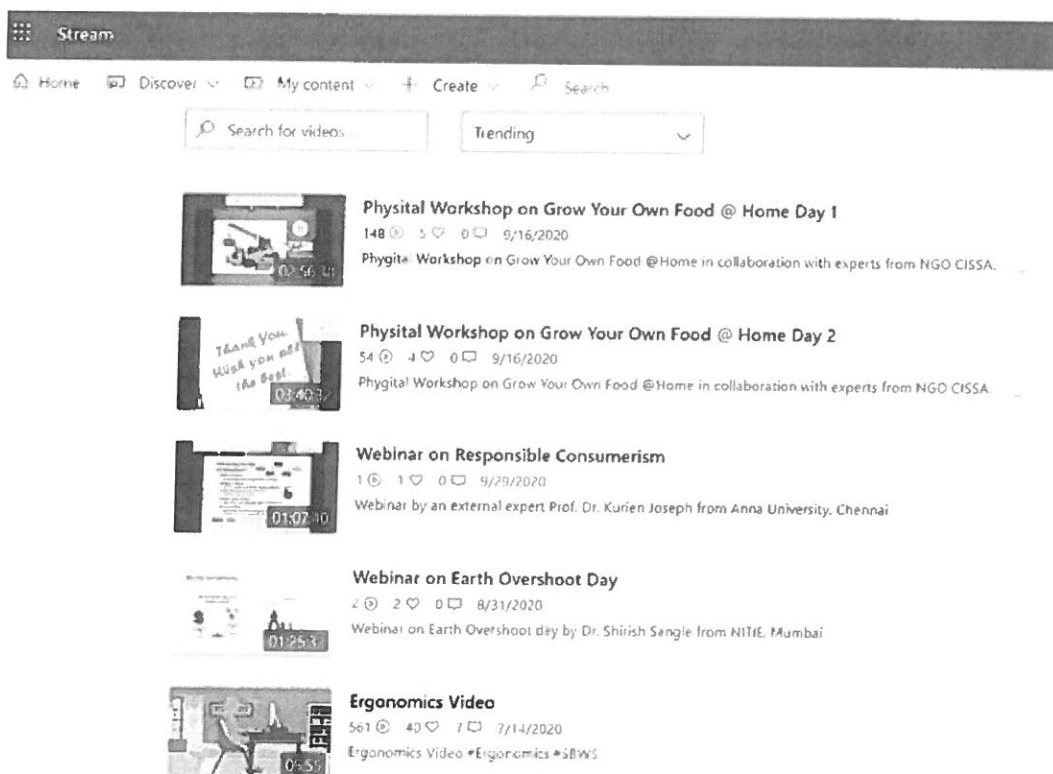 Stream
Home Discover My content Create Search
Search for videos... Trending
Physital Workshop on Grow Your Own Food @ Home Day 1
148 5 0 9/16/2020
Phygital Workshop on Grow Your Own Food @Home in collaboration with experts from NGO CISSA.
Physital Workshop on Grow Your Own Food @ Home Day 2
Thank You
Wish you all
the best.
03:40:32
54 4 0 9/16/2020
Phygital Workshop on Grow Your Own Food @Home in collaboration with experts from NGO CISSA.
Webinar on Responsible Consumerism
01:07:40
1 1 0 9/29/2020
Webinar by an external expert Prof. Dr. Kurien Joseph from Anna University, Chennai
Webinar on Earth Overshoot Day
2 2 0 8/31/2020
01:25:32
Webinar on Earth Overshoot day by Dr. Shirish Sangle from NITIE, Mumbai
Ergonomics Video
561 40 7 7/14/2020
05:55
Ergonomics Video #Ergonomics #SBWS